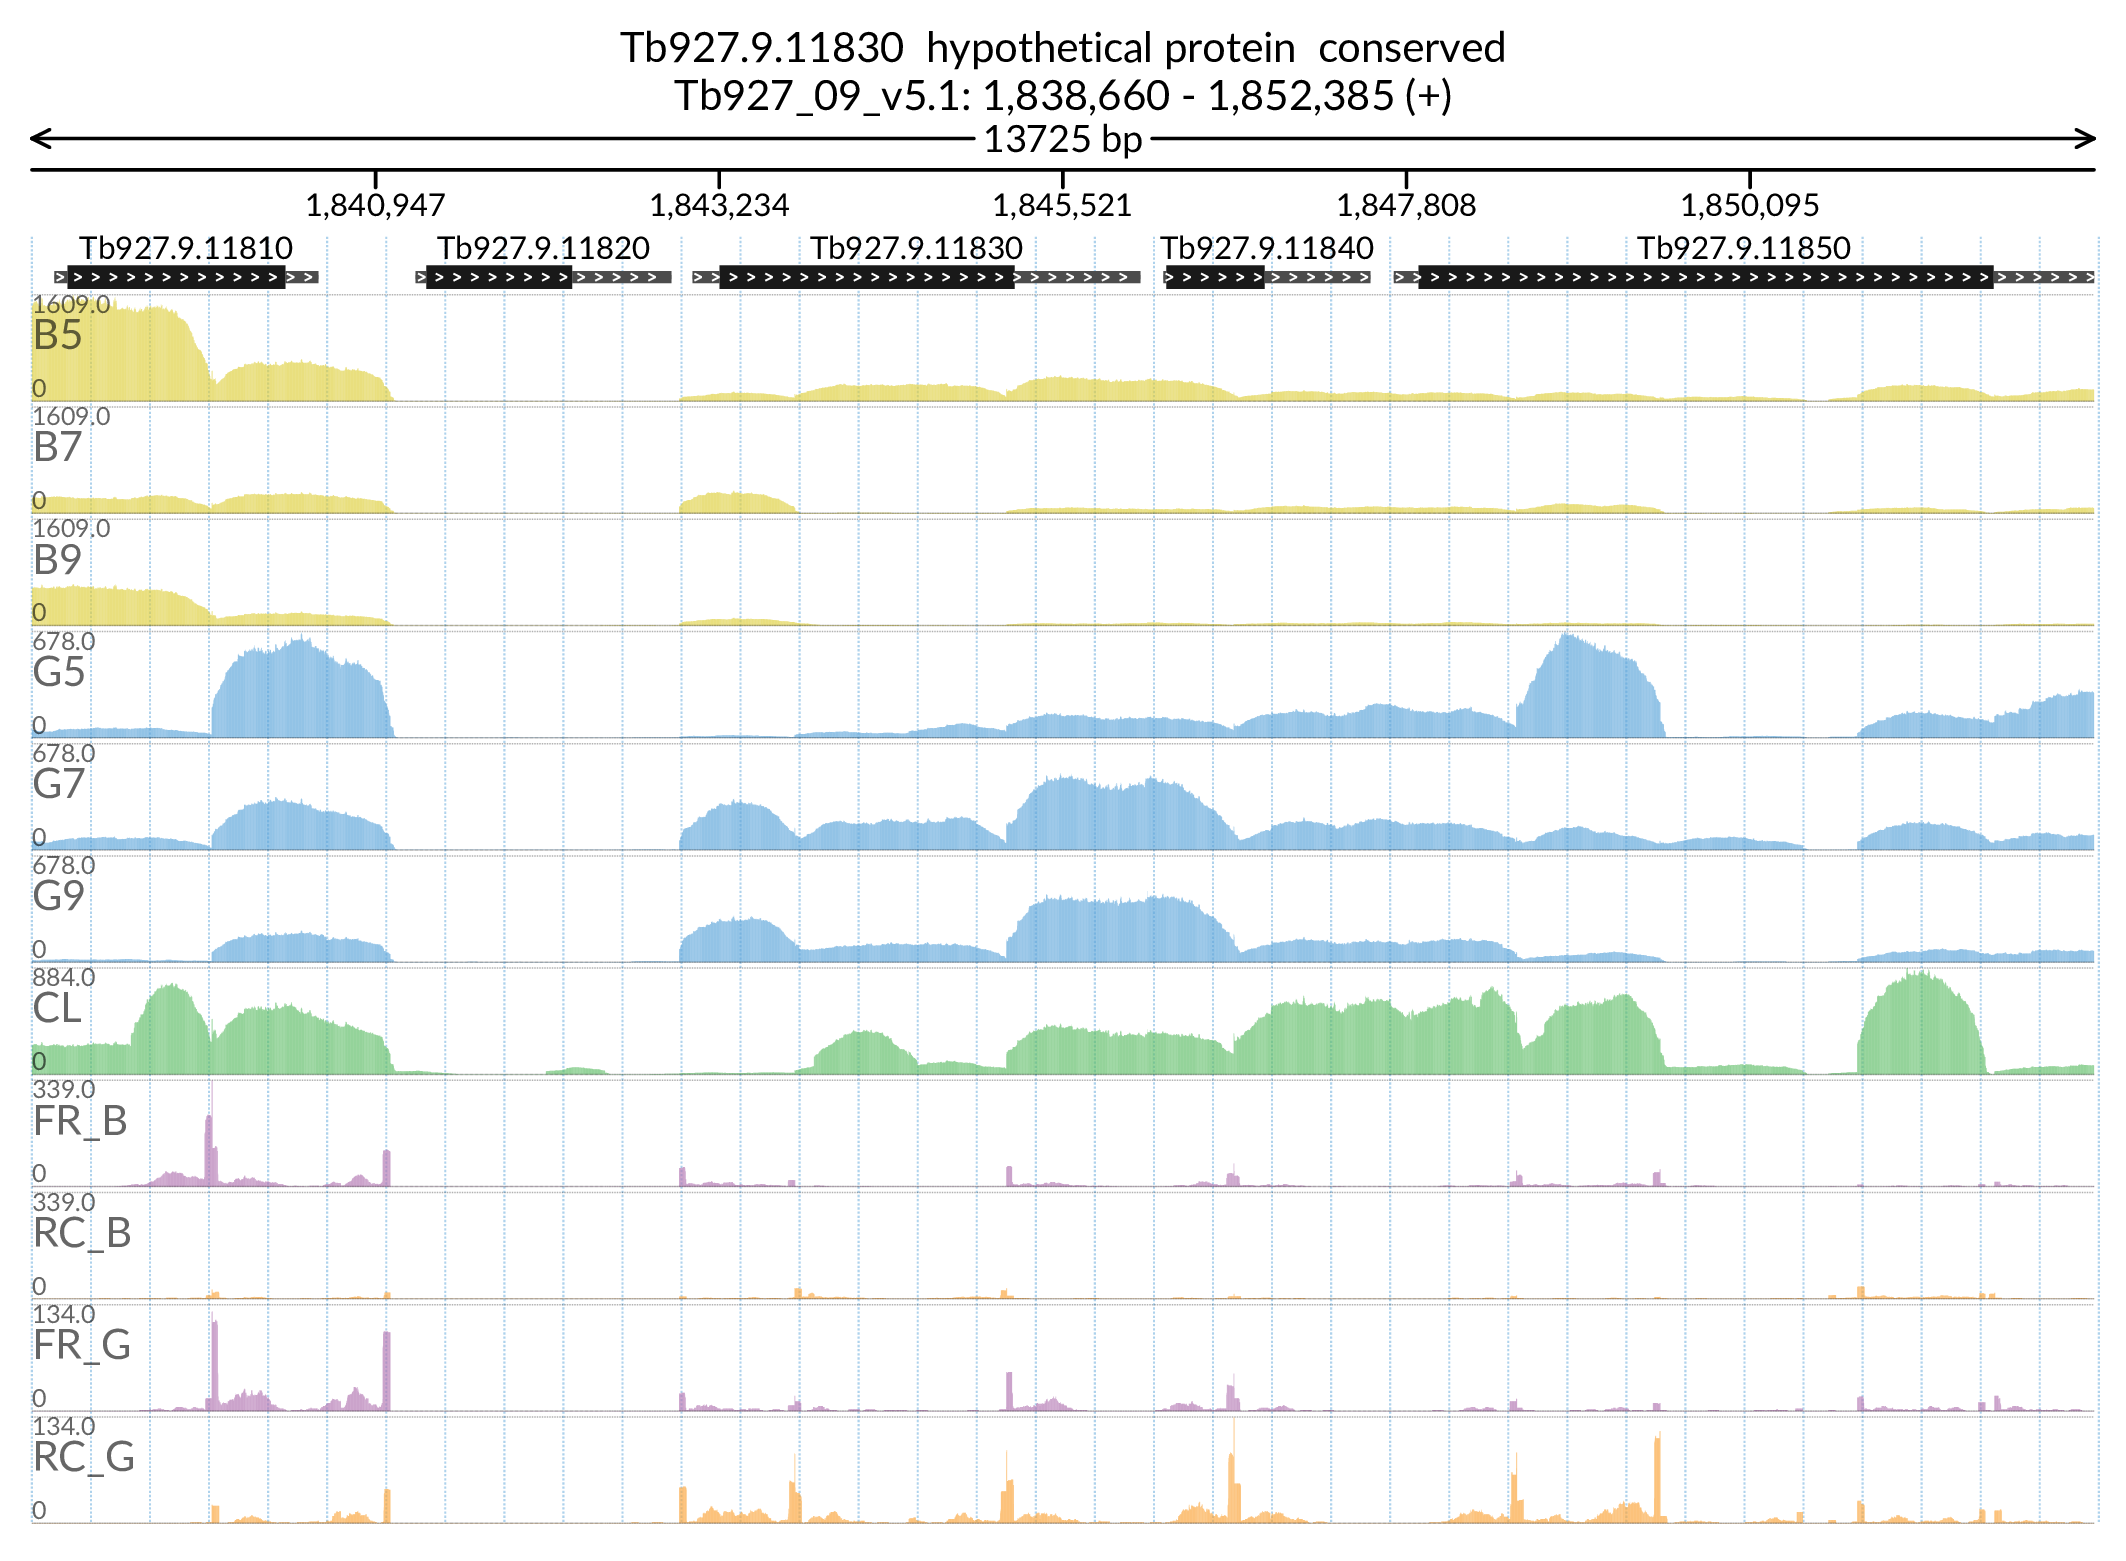 Tb927.9.11830 hypothetical protein conserved
Tb927_09_v5.1: 1,838,660 - 1,852,385 (+)
13725 bp
1,840,947 1,843,234 1,845,521 1,847,808 1,850,095
Tb927.9.11810 Tb927.9.11820 Tb927.9.11830 Tb927.9.11840 Tb927.9.11850
1609.0
B5
0
1609.0
B7
0
1609.0
B9
0
678.0
G5
0
678.0
G7
0
678.0
G9
0
884.0
CL
0
339.0
FR_B
0
339.0
RC_B
0
134.0
FR_G
0
134.0
RC_G
0